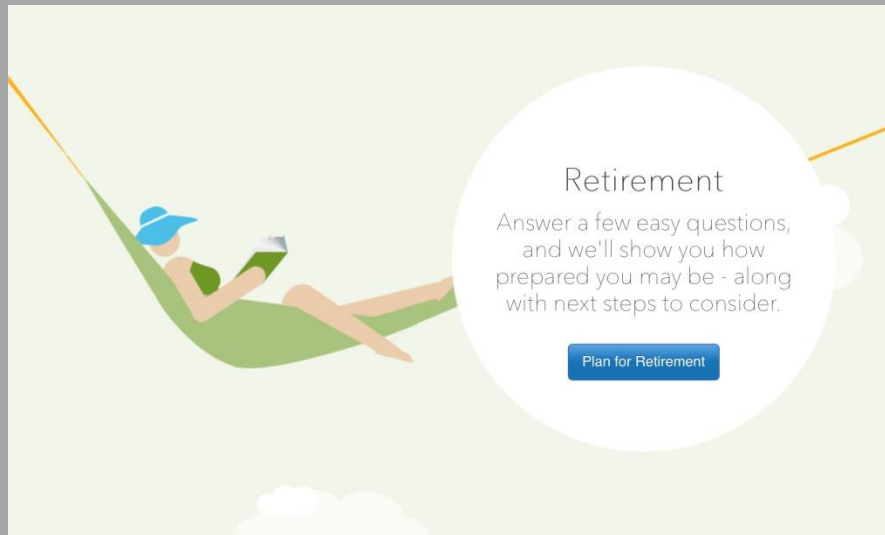 Retirement
Answer a few easy questions,
and we'll show you how
prepared you may be - along
with next steps to consider.
Plan for Retirement